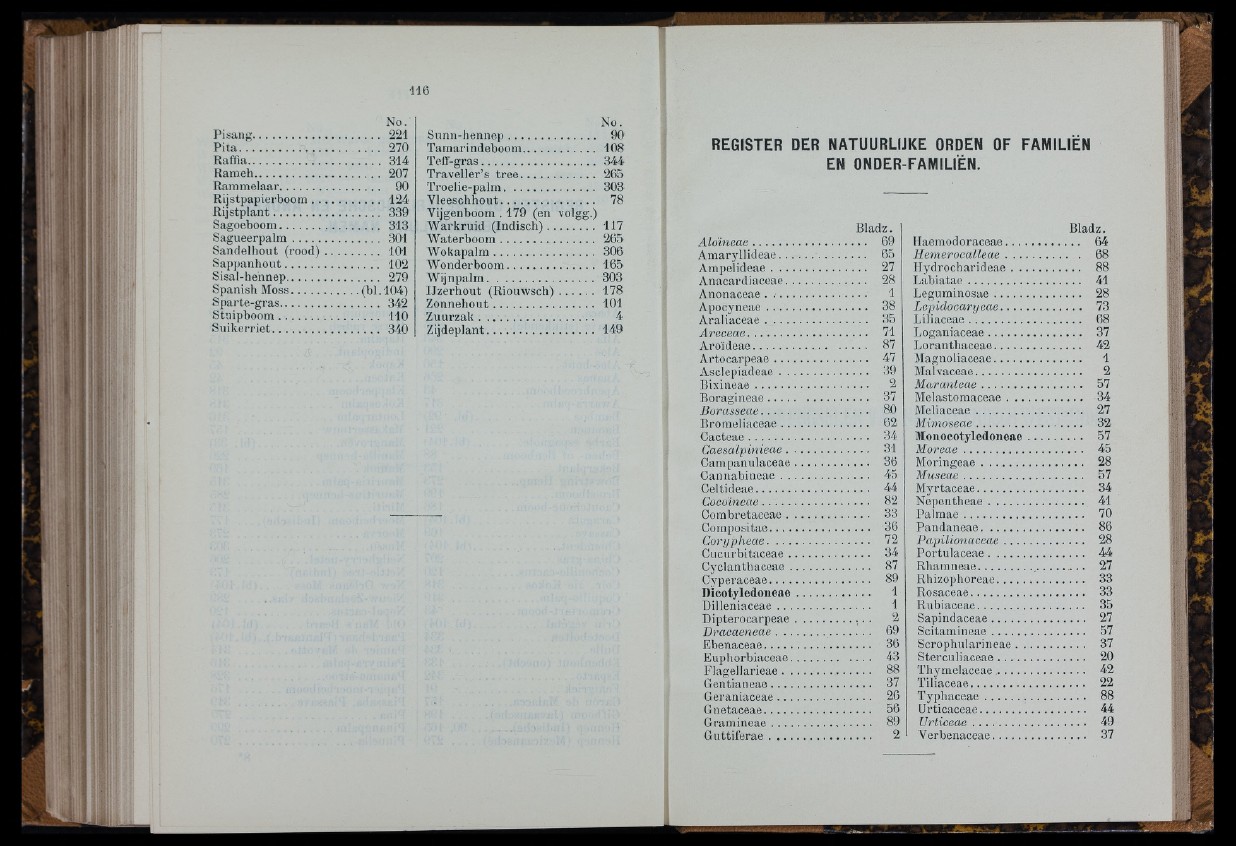 116
No.
Pisang.................... 221
Pita...................... 270
Raffia.................... 314
Rameh.................... 207
Rammelaar................ 90
Rijstpapierboom ........... 124
Rijstplant ................. 339
Sagoeboom................ 313
Sagueerpalm .............. 301
Sandelhout (rood) ......... 101
Sappanhout ............... 102
Sisal-hennep............... 279
Spanish Moss........... (bl. 104)
Sparte-gras................ 342
Stuipboom ................ 110
Suikerriet................. 340
No.
Sunn-hennep .............. 90
Tamarindeboom............ 108
Teff-gras .................. 344
Traveller's tree............ 265
Troelie-palm. .............. 303
Vleeschhout............... 78
Vijgenboom . 179 (en volgg.)
Warkruid (Indisch) ........ 117
Waterboom ............... 265
Wokapalm ................ 306
Wonderboom.............. 165
Wijnpalm. ................ 303
IJzerhout (Riouwsch) ...... 178
Zonnehout ................ 101
Zuurzak .................. 4
Zijdeplant................. 149
REGISTER DER NATUURLIJKE ORDEN OF FAMILIËN
EN ONDER-FAMILIËN.
Bladz.
Aloïneae .................. 69
Amaryllideae .............. 65
Ampelideae ............... 27
Anacardiaceae............. 28
Anonaceae ................ 1
Apocyneae ................ 38
Araliaceae ................ 35
Areceae................... 71
Aroïdeae.................. 87
Artocarpeae ............... 47
Asclepiadeae .............. 39
Bixineae .................. 2
Boragineae ................ 37
Borasseae................. 80
Bromeliaceae .............. 62
Cacteae ................... 34
Caesalpinieae ............. 31
Campanulaceae ............ 36
Cannabineae .............. 45
Celtideae.................. 44
Cocoineae ................. 82
Combretaceae ............. 33
Compositae................ 36
Corypheae................. 72
Cucurbitaceae ............. 34
Cyclanthaceae ............. 87
Cyperaceae................ 89
Dicotyledoneae ............ 1
Dilleniaceae ............... 1
Dipterocarpeae ............ 2
Dracaeneae ............... 69
Ebenaceae................. 36
Euphorbiaceae............. 43
Flagellarieae ............... 88
Gentianeae ................ 37
Geraniaceae ............... 26
Gnetaceae................. 56
Gramineae ................ 89
Guttiferae ................. 2
Bladz.
Haemodoraceae............ 64
Hemerocalleae ............. 68
Hydrocharideae ............ 88
Labiatae .................. 41
Leguminosae .............. 28
Lepidocaryeae............. 73
Liliaceae .................. 68
Loganiaceae ............... 37
Loranthaceae.............. 42
Magnoliaceae.............. 1
Malvaceae................. 2
Maranteae ................ 57
Melastomaceae ............ 34
Meliaceae ................. 27
Mimoseae ................. 32
Monocotyledoneae ......... 57
Moreae ................... 45
Moringeae ................ 28
Museae ................... 57
Myrtaceae................. 34
Nepentheae ............... 41
Palmae ................... 70
Pandaneae. ............... 86
Papilionaceae ............. 28
Portulaceae ............... 44
Rhamneae................. 27
Rhizophoreae.............. 33
Rosaceae.................. 33
Rubiaceae................. 35
Sapindaceae ............... 27
Scitamineae ............... 57
Scrophularineae ........... 37
Sterculiaceae .............. 20
Thymelaceae .............. 42
Tiliaceae.................. 22
Typhaceae ................ 88
Urticaceae................. 44
Urticeae .................. 49
Verbenaceae............... 37